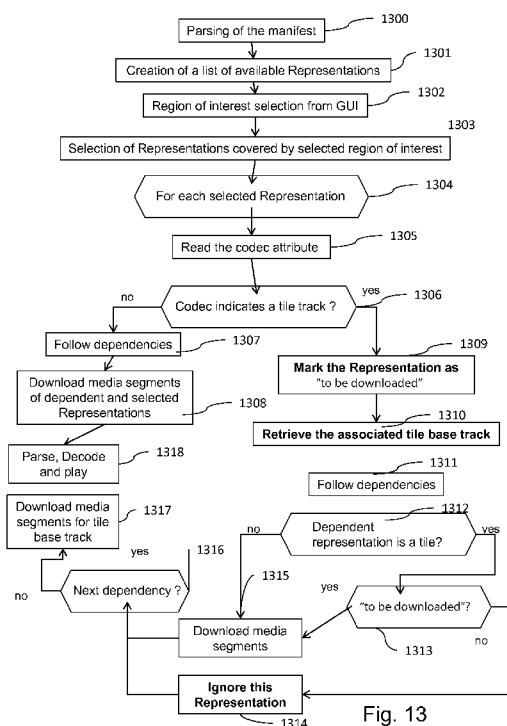 Parsing of the manifest
1300
Creation of a list of available Representations
1301
Region of interest selection from GUI
1302
1303
Selection of Representations covered by selected region of interest
For each selected Representation
1304
1305
Read the codec attribute
no
Codec indicates a tile track ?
yes
1306
Follow dependencies
1307
1309
Mark the Representation as
"to be downloaded"
Download media segments
of dependent and selected
Representations
1308
1310
Retrieve the associated tile base track
Parse, Decode
and play
1318
1311
Follow dependencies
Download media
segments for tile
base track
1317
1312
no
Dependent
representation is a tile?
yes
yes
1316
1315
Next dependency ?
no
yes
"to be downloaded"?
no
1313
Download media
segments
Ignore this
Representation
1314
Fig. 13